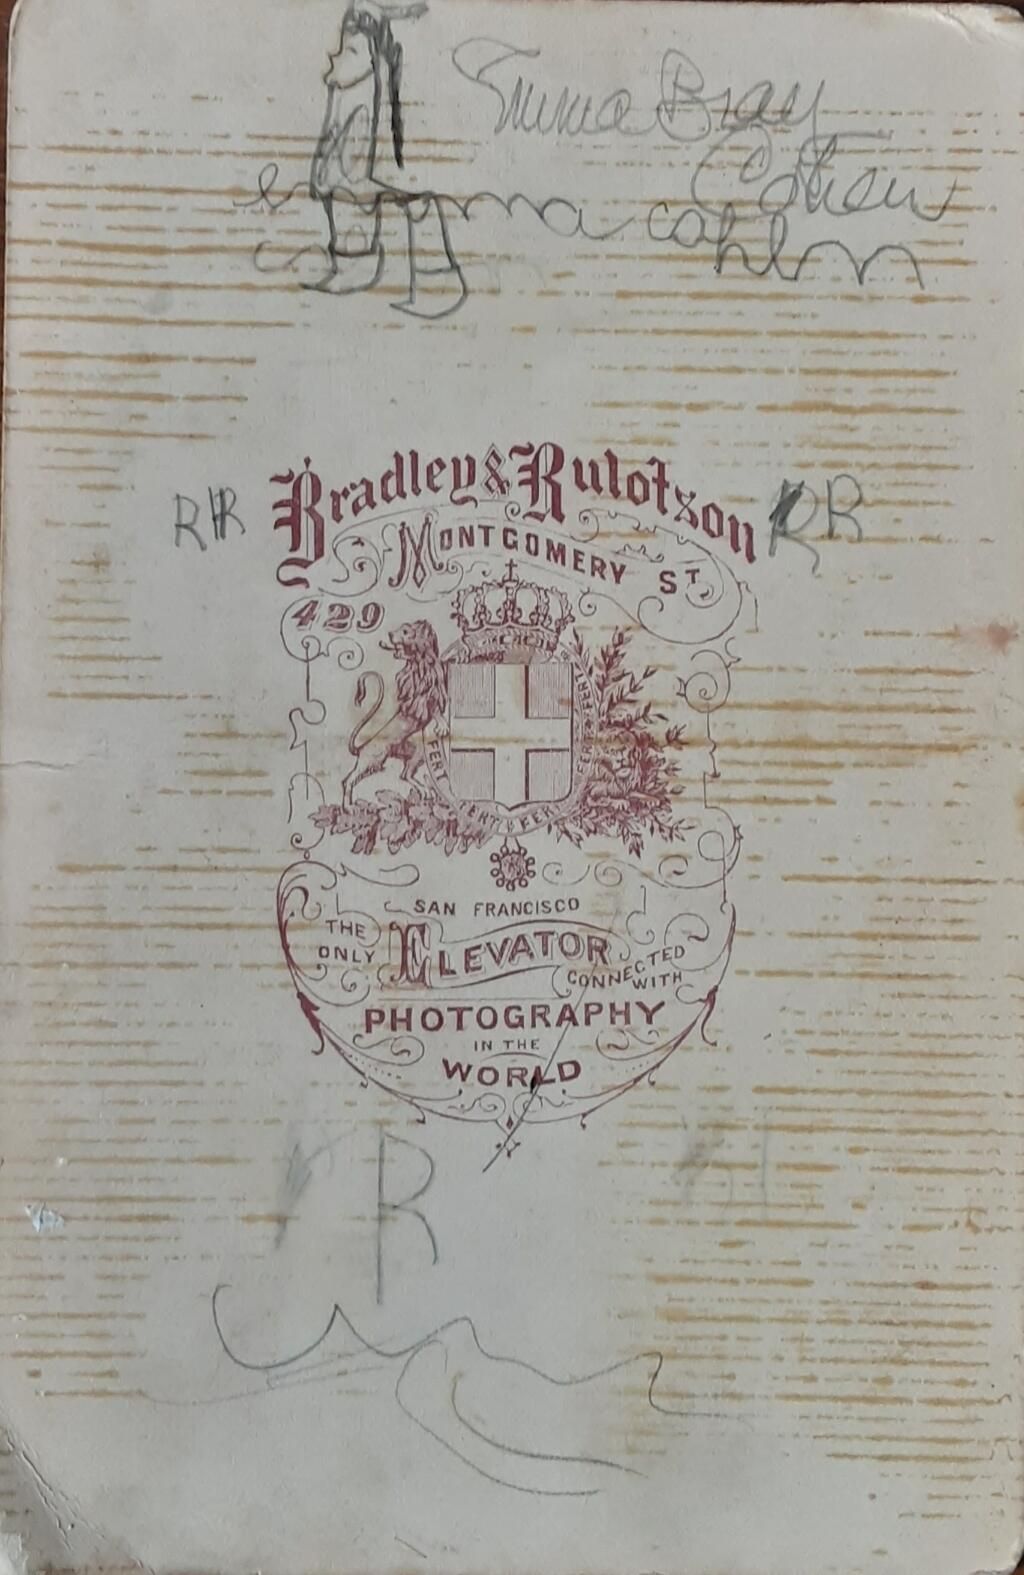 Emma Bray
Cohen
emma cohen
Bradley & Rulofson
RR
RR
Montgomery St.
429
FERT
FERT & FERT
SAN FRANCISCO
THE ONLY ELEVATOR CONNECTED WITH
PHOTOGRAPHY
IN THE
WORLD
R